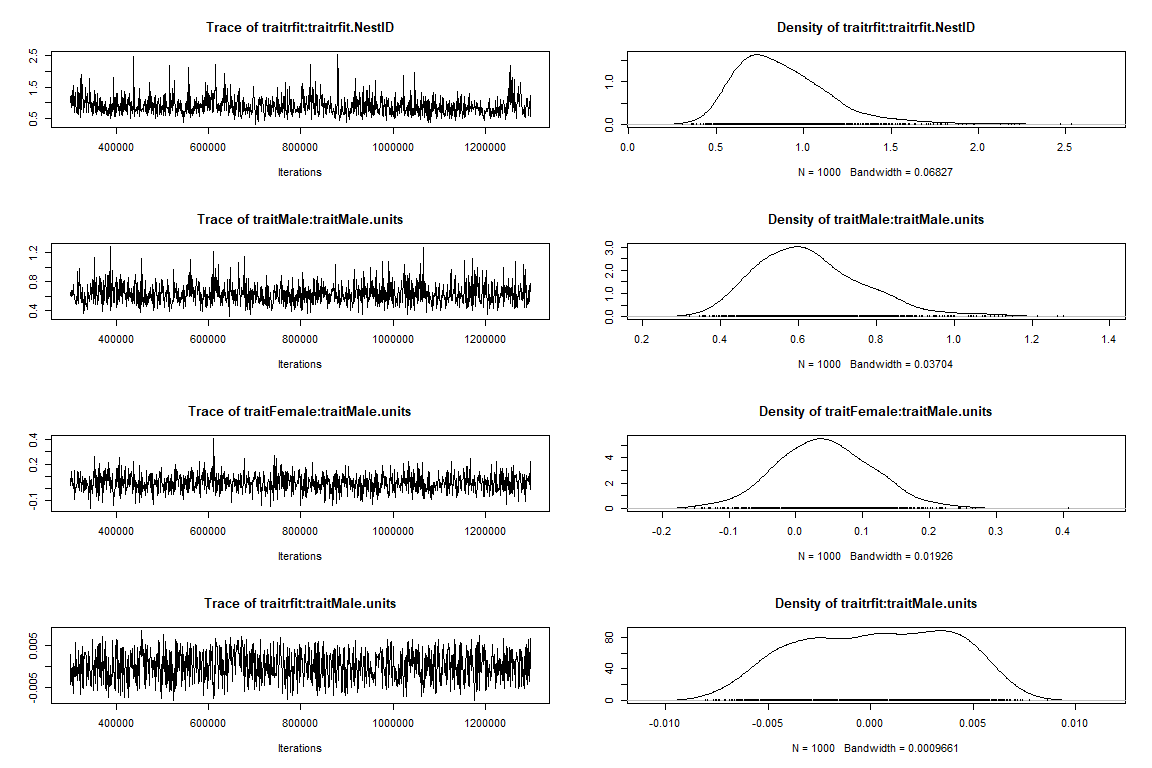 Trace of traitrfit:traitrfit.NestID
Density of traitrfit:traitrfit.NestID
0.5 1.5 2.5
400000 600000 800000 1000000 1200000
Iterations
0.0 1.0
0.0 0.5 1.0 1.5 2.0 2.5
N = 1000 Bandwidth = 0.06827
Trace of traitMale:traitMale.units
Density of traitMale:traitMale.units
0.4 0.8 1.2
400000 600000 800000 1000000 1200000
Iterations
0.0 1.0 2.0 3.0
0.2 0.4 0.6 0.8 1.0 1.2 1.4
N = 1000 Bandwidth = 0.03704
Trace of traitFemale:traitMale.units
Density of traitFemale:traitMale.units
-0.1 0.2 0.4
400000 600000 800000 1000000 1200000
Iterations
0 2 4
-0.2 -0.1 0.0 0.1 0.2 0.3 0.4
N = 1000 Bandwidth = 0.01926
Trace of traitrfit:traitMale.units
Density of traitrfit:traitMale.units
-0.005 0.005
400000 600000 800000 1000000 1200000
Iterations
0 40 80
-0.010 -0.005 0.000 0.005 0.010
N = 1000 Bandwidth = 0.0009661